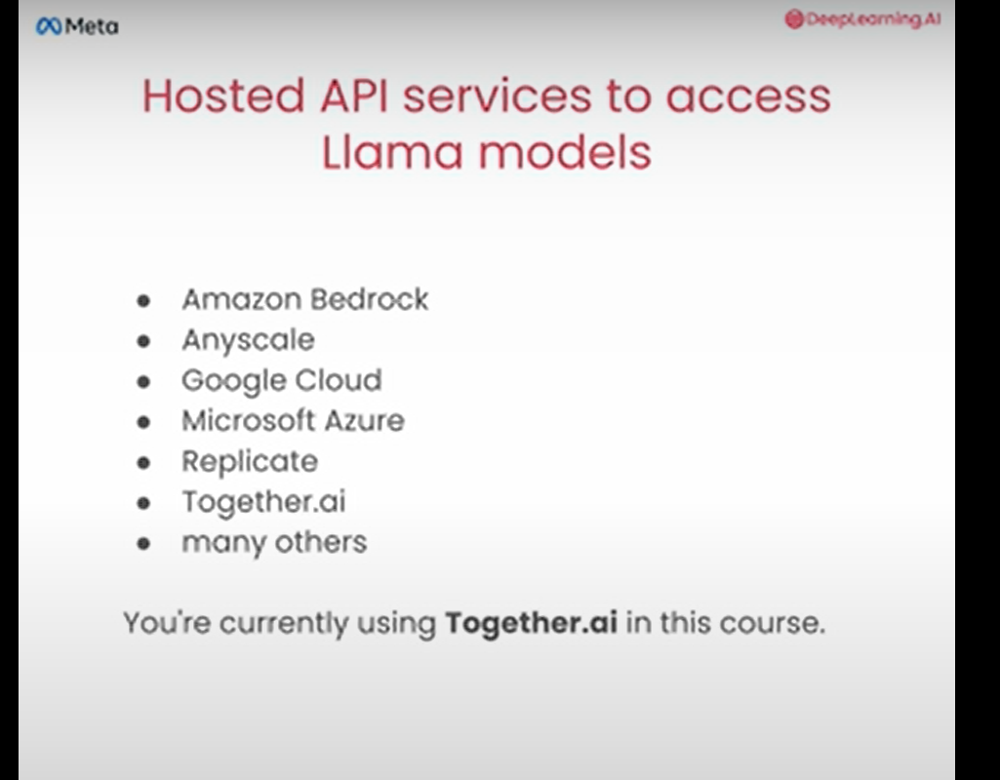 Meta
DeepLearning.AI
Hosted API services to access
Llama models
● Amazon Bedrock
● Anyscale
● Google Cloud
● Microsoft Azure
● Replicate
● Together.ai
● many others
You're currently using Together.ai in this course.